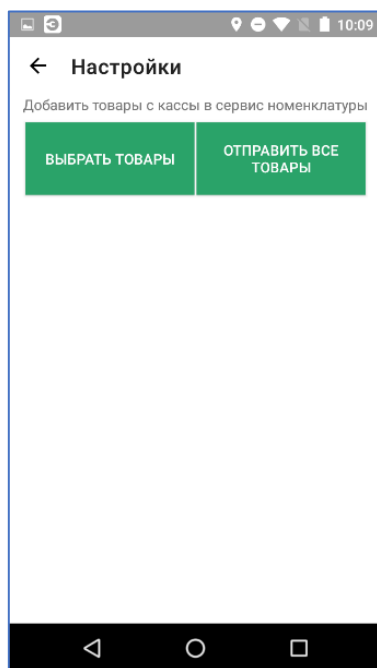 10:09
Настройки
Добавить товары с кассы в сервис номенклатуры
ВЫБРАТЬ ТОВАРЫ
ОТПРАВИТЬ ВСЕ
ТОВАРЫ